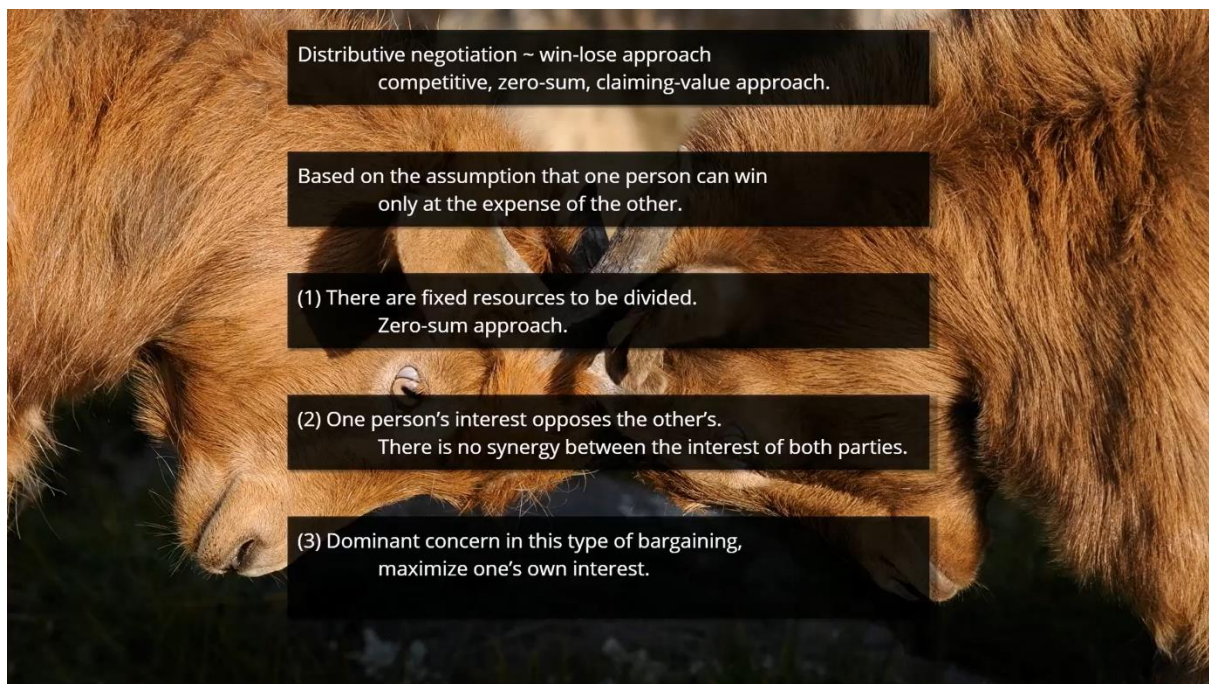 Distributive negotiation ~ win-lose approach
competitive, zero-sum, claiming-value approach.
Based on the assumption that one person can win
only at the expense of the other.
(1) There are fixed resources to be divided.
Zero-sum approach.
(2) One person’s interest opposes the other’s.
There is no synergy between the interest of both parties.
(3) Dominant concern in this type of bargaining,
maximize one’s own interest.